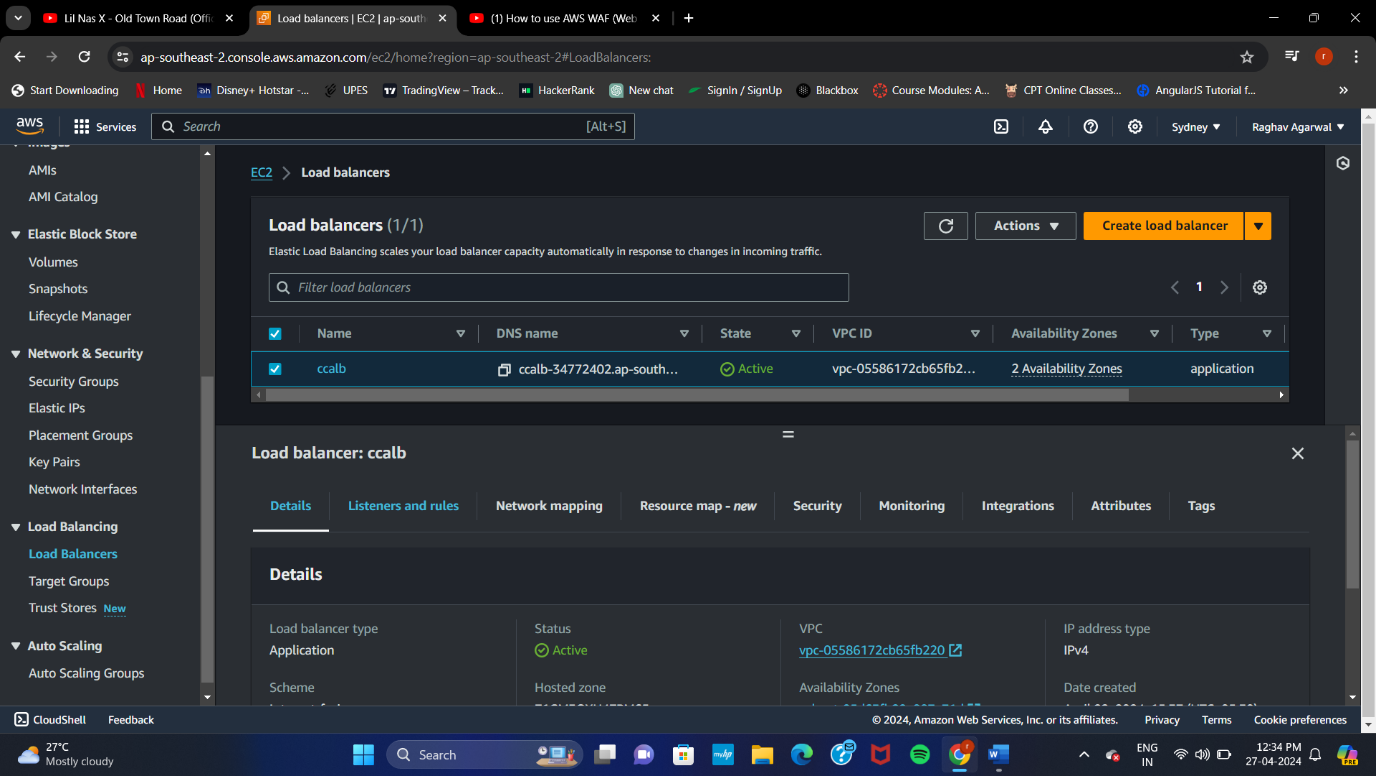 Lil Nas X - Old Town Road (Offic
Load balancers | EC2 | ap-south
(1) How to use AWS WAF (Web
ap-southeast-2.console.aws.amazon.com/ec2/home?region=ap-southeast-2#LoadBalancers:
r
Start Downloading
Home
Disney+ Hotstar -...
UPES
TradingView – Track...
HackerRank
New chat
SignIn / SignUp
Blackbox
Course Modules: A...
CPT Online Classes...
AngularJS Tutorial f...
aws
Services
Search
[Alt+S]
Sydney
Raghav Agarwal
Images
AMIs
AMI Catalog
Elastic Block Store
Volumes
Snapshots
Lifecycle Manager
Network & Security
Security Groups
Elastic IPs
Placement Groups
Key Pairs
Network Interfaces
Load Balancing
Load Balancers
Target Groups
Trust Stores New
Auto Scaling
Auto Scaling Groups
EC2 > Load balancers
Load balancers (1/1)
Actions
Create load balancer
Elastic Load Balancing scales your load balancer capacity automatically in response to changes in incoming traffic.
Filter load balancers
1
Name DNS name State VPC ID Availability Zones Type
ccalb ccalb-34772402.ap-south... Active vpc-05586172cb65fb2... 2 Availability Zones application
Load balancer: ccalb
Details Listeners and rules Network mapping Resource map - new Security Monitoring Integrations Attributes Tags
Details
Load balancer type
Application
Status
Active
VPC
vpc-05586172cb65fb220
IP address type
IPv4
Scheme
Hosted zone
Availability Zones
Date created
CloudShell
Feedback
© 2024, Amazon Web Services, Inc. or its affiliates.
Privacy
Terms
Cookie preferences
27°C
Mostly cloudy
Search
ENG
IN
12:34 PM
27-04-2024